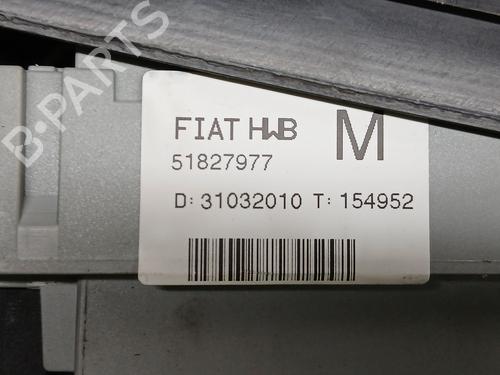 B-PARTS
FIAT HWB M
51827977
D: 31032010 T: 154952